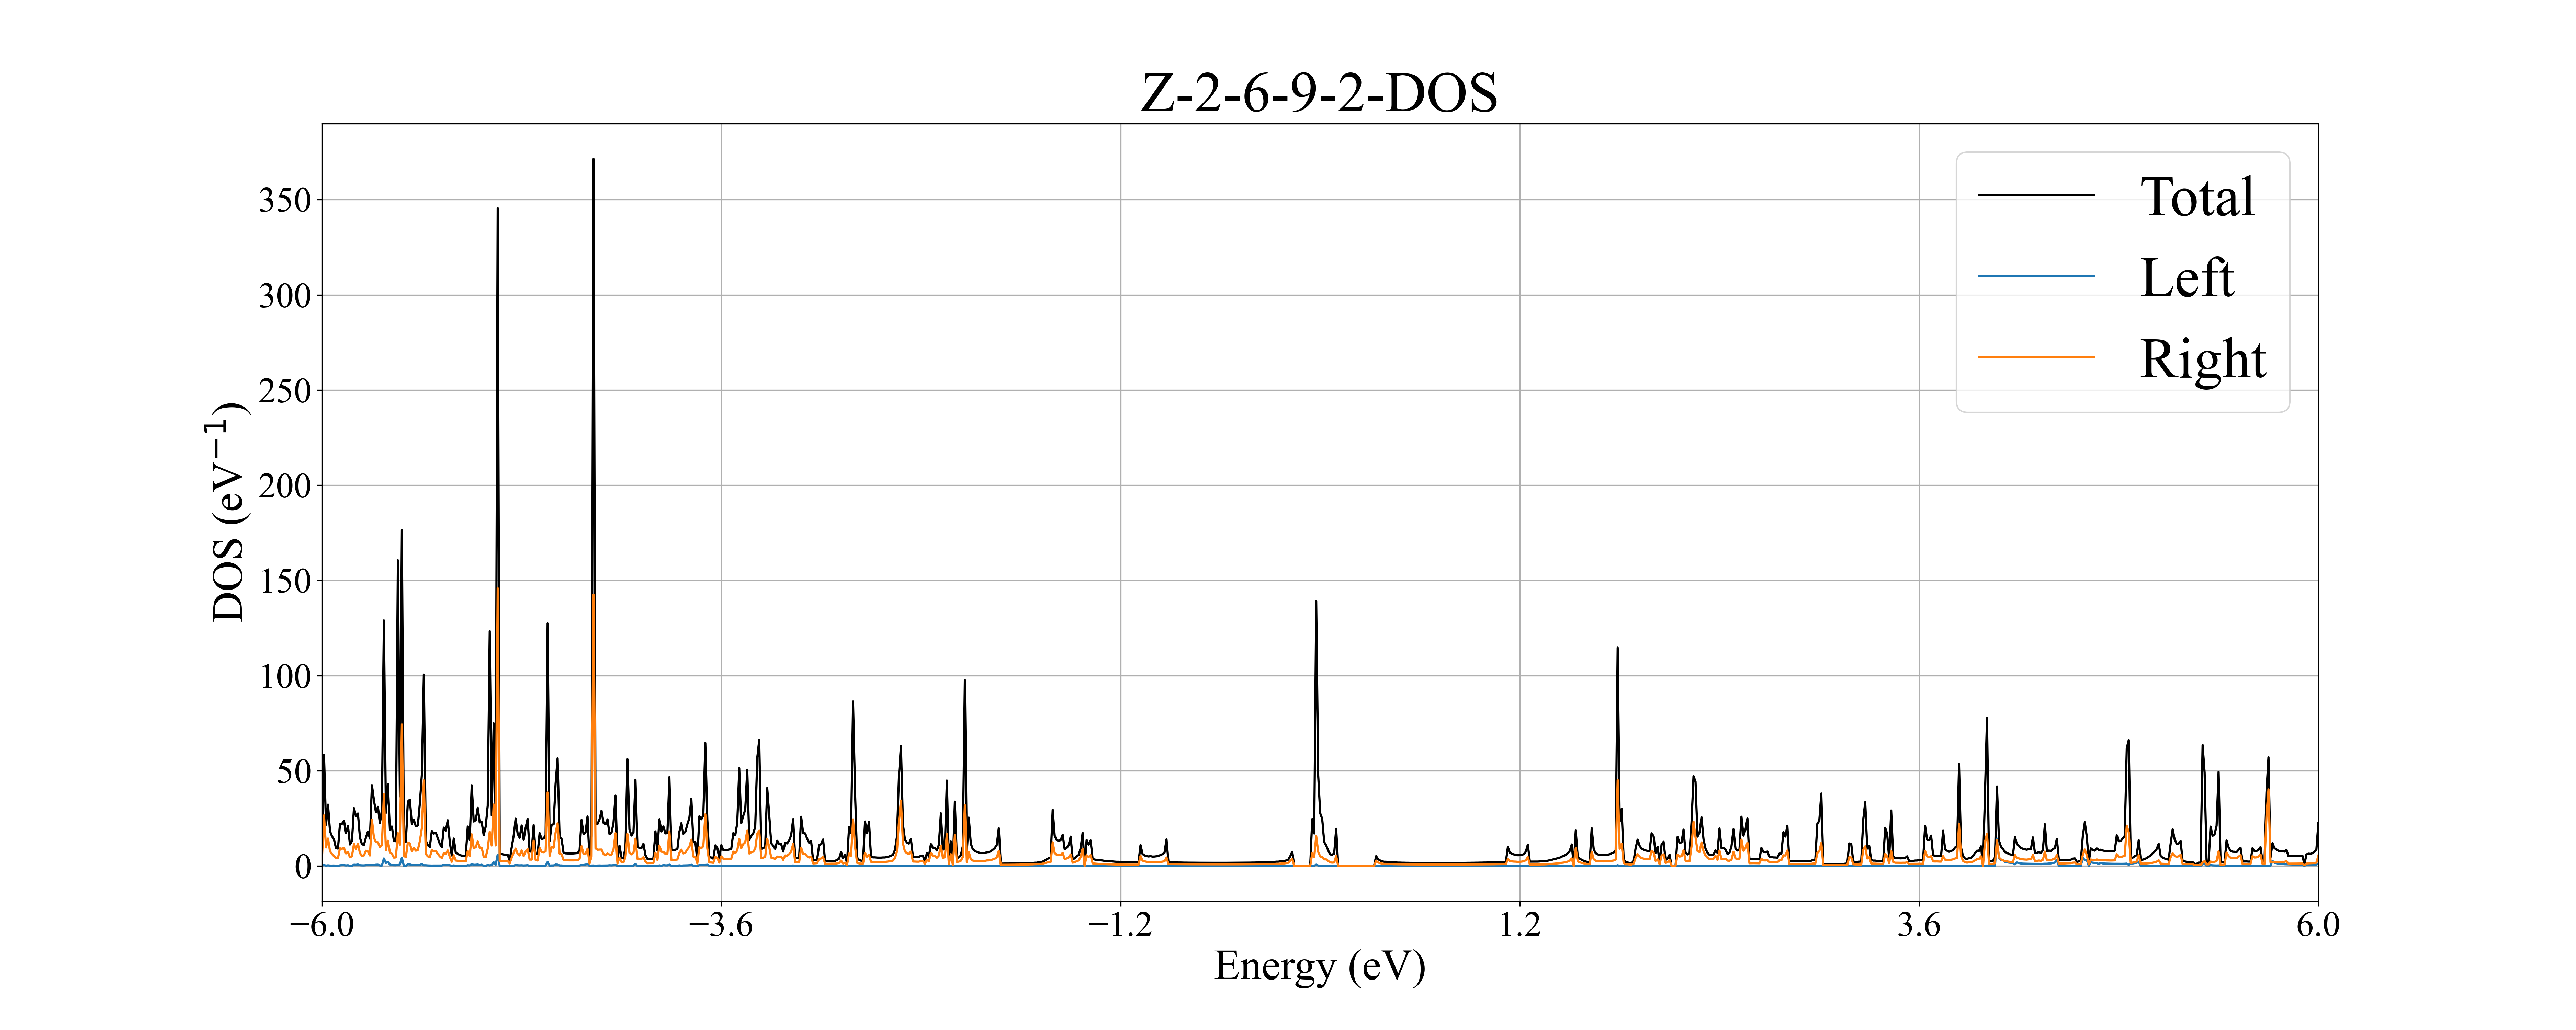 Z-2-6-9-2-DOS
Total
Left
Right
DOS (eV⁻¹)
350
300
250
200
150
100
50
0
−6.0
−3.6
−1.2
1.2
3.6
6.0
Energy (eV)